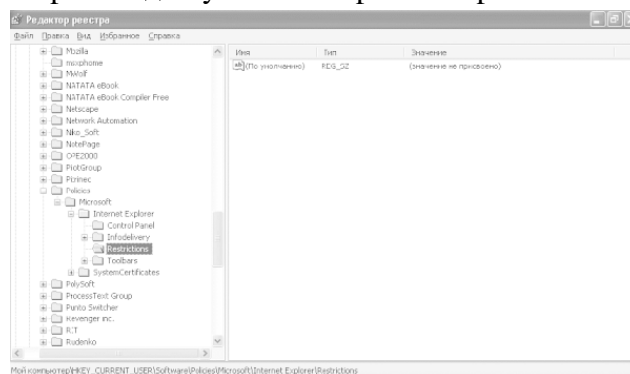 Редактор реестра
Файл Правка Вид Избранное Справка
Mozilla
mxiphome
MWolf
NATATA eBook
NATATA eBook Compiler Free
Netscape
Network Automation
Niko_Soft
NotePage
OPE2000
PlotGroup
Policies
Microsoft
Internet Explorer
Control Panel
Infodelivery
Restrictions
Toolbars
SystemCertificates
PolySoft
ProcessText Group
Punto Switcher
Revenger inc.
RIT
Rudenko
Имя Тип Значение
(По умолчанию) REG_SZ (значение не присвоено)
Мой компьютер\HKEY_CURRENT_USER\Software\Policies\Microsoft\Internet Explorer\Restrictions